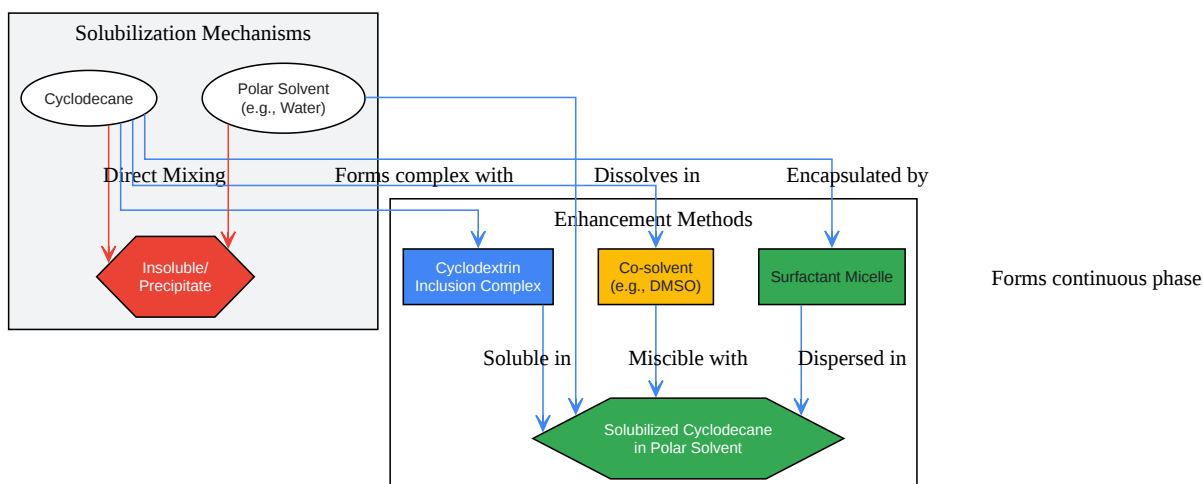 Solubilization Mechanisms
Cyclodecane
Polar Solvent
(e.g., Water)
Direct Mixing
Forms complex with
Dissolves in
Encapsulated by
Enhancement Methods
Insoluble/
Precipitate
Cyclodextrin
Inclusion Complex
Co-solvent
(e.g., DMSO)
Surfactant Micelle
Forms continuous phase
Soluble in
Miscible with
Dispersed in
Solubilized Cyclodecane
in Polar Solvent